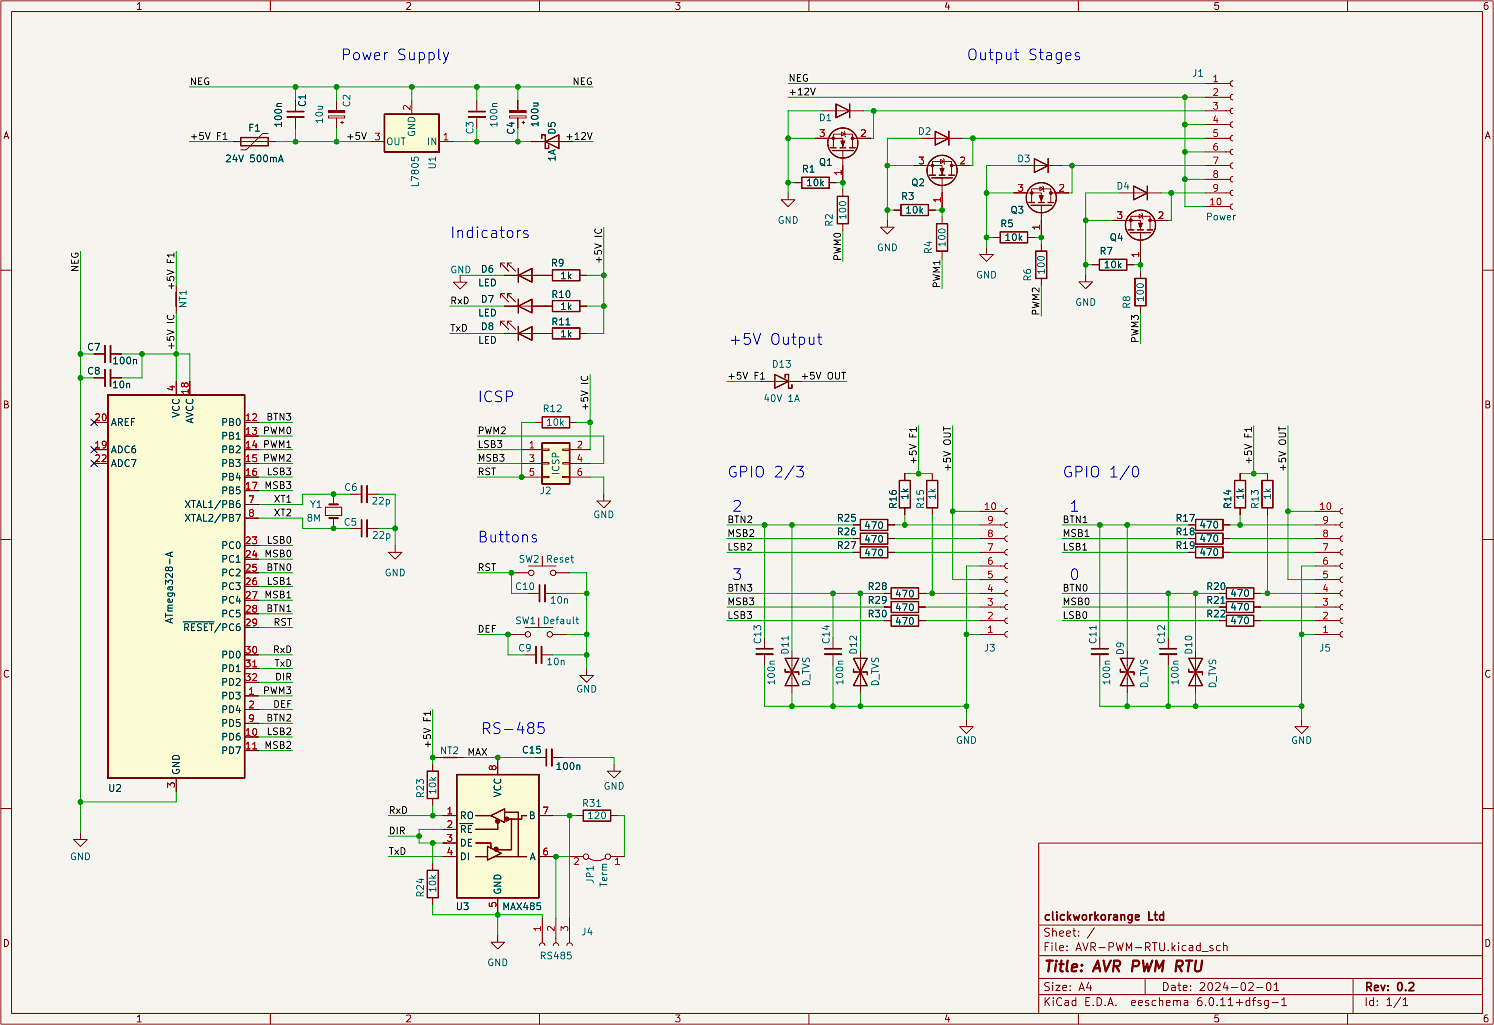 1 2 3 4 5 6
Power Supply
Output Stages
NEG
NEG
C1
100n
C2
10u
2
GND
3
OUT
IN
1
U1
L7805
C3
100n
C4
100u
D5
1A
+5V F1
F1
24V 500mA
+5V
+12V
NEG
+12V
J1
1
2
3
4
5
6
7
8
9
10
Power
D1
3
2
Q1
1
R1
10k
R2
100
PWM0
GND
D2
3
2
Q2
1
R3
10k
R4
100
PWM1
GND
D3
3
2
Q3
1
R5
10k
R6
100
PWM2
GND
D4
3
2
Q4
1
R7
10k
R8
100
PWM3
GND
Indicators
+5V IC
GND
D6
LED
R9
1k
RxD
D7
LED
R10
1k
TxD
D8
LED
R11
1k
+5V Output
D13
+5V F1
+5V OUT
40V 1A
ICSP
+5V IC
R12
10k
PWM2
LSB3
MSB3
RST
1
3
5
ICSP
2
4
6
J2
GND
NEG
+5V F1
NT1
+5V IC
C7
100n
C8
10n
4
18
VCC
AVCC
20 AREF
19 ADC6
22 ADC7
PB0 12 BTN3
PB1 13 PWM0
PB2 14 PWM1
PB3 15 PWM2
PB4 16 LSB3
PB5 17 MSB3
XTAL1/PB6 7 XT1
XTAL2/PB7 8 XT2
PC0 23 LSB0
PC1 24 MSB0
PC2 25 BTN0
PC3 26 LSB1
PC4 27 MSB1
PC5 28 BTN1
RESET/PC6 29 RST
PD0 30 RxD
PD1 31 TxD
PD2 32 DIR
PD3 1 PWM3
PD4 2 DEF
PD5 9 BTN2
PD6 10 LSB2
PD7 11 MSB2
ATmega328-A
GND
3
U2
GND
Y1
8M
C6
22p
C5
22p
GND
Buttons
RST
SW2 Reset
C10
10n
DEF
SW1 Default
C9
10n
GND
RS-485
+5V F1
NT2
MAX
C15
100n
GND
R23
10k
8
VCC
RxD
DIR
TxD
1 RO
2 RE
3 DE
4 DI
B 7
A 6
GND
5
U3
MAX485
R24
10k
R31
120
2
1
JP1
Term
1
2
3
J4
RS485
GND
GPIO 2/3
+5V F1
+5V OUT
R16
1k
R15
1k
2
BTN2
MSB2
LSB2
R25
470
R26
470
R27
470
3
BTN3
MSB3
LSB3
R28
470
R29
470
R30
470
10
9
8
7
6
5
4
3
2
1
J3
C13
100n
D11
D_TVS
C14
100n
D12
D_TVS
GND
GPIO 1/0
+5V F1
+5V OUT
R14
1k
R13
1k
1
BTN1
MSB1
LSB1
R17
470
R18
470
R19
470
0
BTN0
MSB0
LSB0
R20
470
R21
470
R22
470
10
9
8
7
6
5
4
3
2
1
J5
C11
100n
D9
D_TVS
C12
100n
D10
D_TVS
GND
clickworkorange Ltd
Sheet: /
File: AVR-PWM-RTU.kicad_sch
Title: AVR PWM RTU
Size: A4 Date: 2024-02-01 Rev: 0.2
KiCad E.D.A. eeschema 6.0.11+dfsg-1 Id: 1/1
A
B
C
D
A
B
C
D
1 2 3 4 5 6